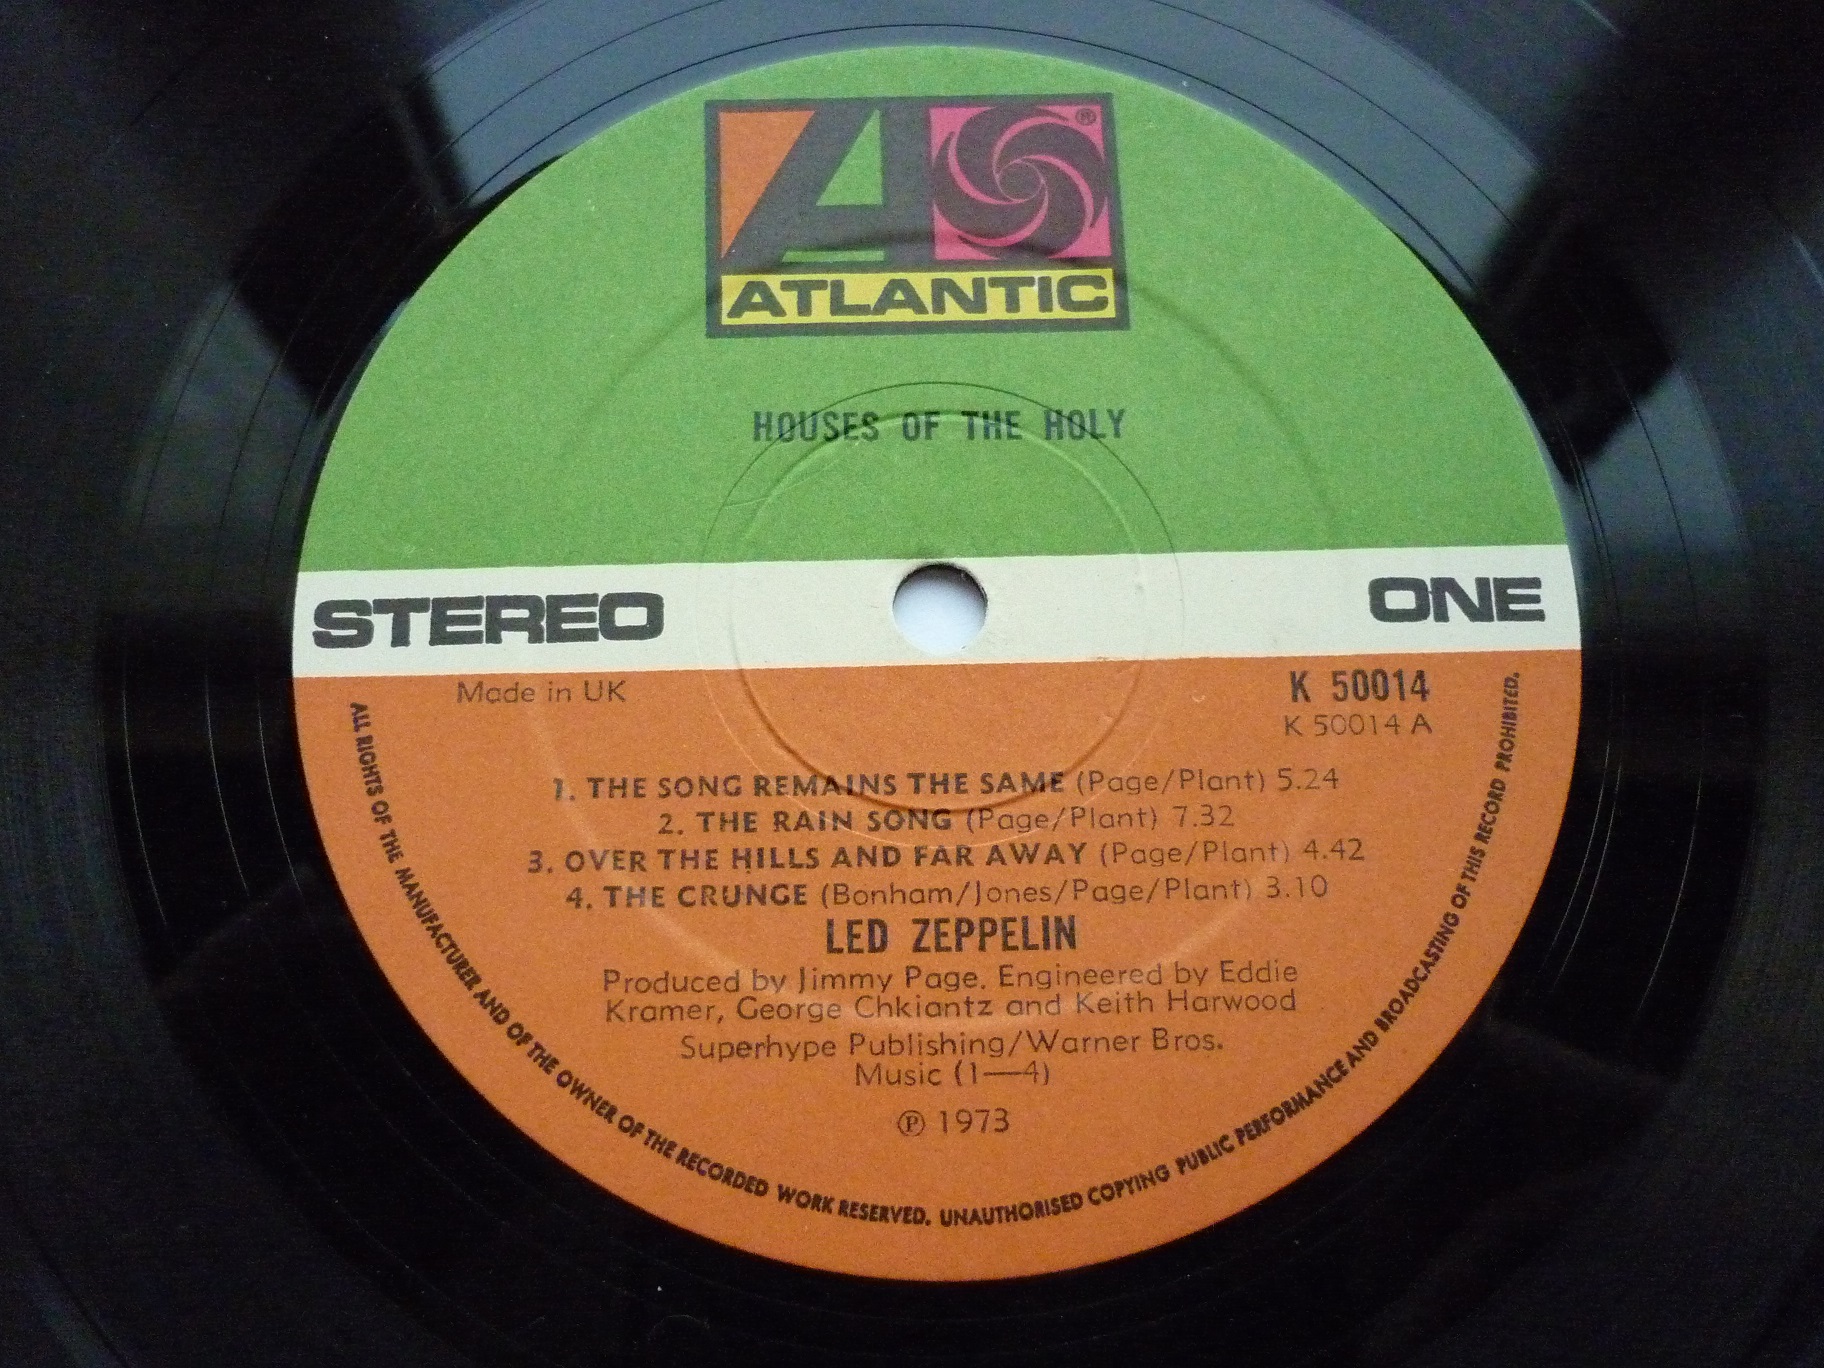 ®
ATLANTIC
HOUSES OF THE HOLY
STEREO
ONE
Made in UK
K 50014
K 50014 A
1. THE SONG REMAINS THE SAME (Page/Plant) 5.24
2. THE RAIN SONG (Page/Plant) 7.32
3. OVER THE HILLS AND FAR AWAY (Page/Plant) 4.42
4. THE CRUNGE (Bonham/Jones/Page/Plant) 3.10
LED ZEPPELIN
Produced by Jimmy Page. Engineered by Eddie
Kramer, George Chkiantz and Keith Harwood
Superhype Publishing/Warner Bros.
Music (1—4)
℗ 1973
ALL RIGHTS OF THE MANUFACTURER AND OF THE OWNER OF THE RECORDED WORK RESERVED. UNAUTHORISED COPYING PUBLIC PERFORMANCE AND BROADCASTING OF THIS RECORD PROHIBITED.